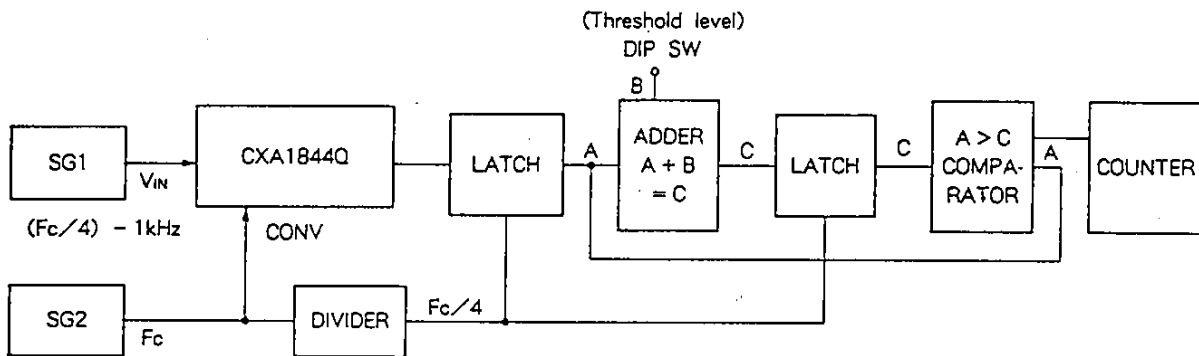 (Threshold level)
DIP SW
B
SG1
VIN
(Fc/4) - 1kHz
CXA1844Q
CONV
LATCH
A
ADDER
A + B
= C
C
LATCH
C
A > C
COMPA-
RATOR
A
COUNTER
SG2
Fc
DIVIDER
Fc/4